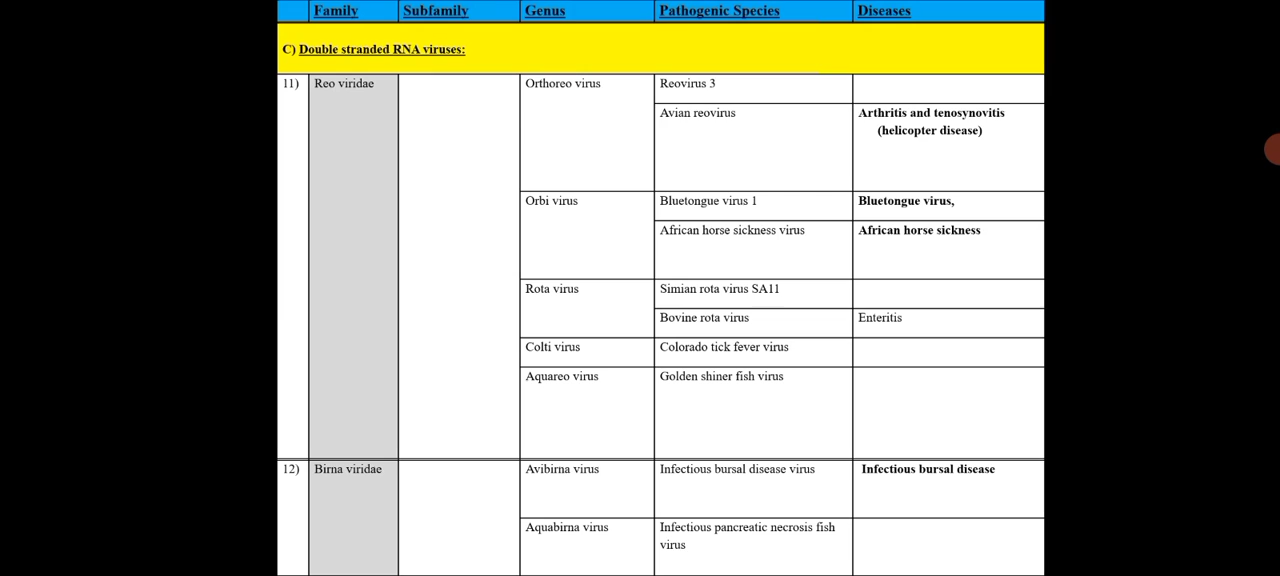 Family Subfamily Genus Pathogenic Species Diseases
C) Double stranded RNA viruses:
11) Reo viridae Orthoreo virus Reovirus 3
Avian reovirus Arthritis and tenosynovitis
(helicopter disease)
Orbi virus Bluetongue virus 1 Bluetongue virus,
African horse sickness virus African horse sickness
Rota virus Simian rota virus SA11
Bovine rota virus Enteritis
Colti virus Colorado tick fever virus
Aquareo virus Golden shiner fish virus
12) Birna viridae Avibirna virus Infectious bursal disease virus Infectious bursal disease
Aquabirna virus Infectious pancreatic necrosis fish
virus